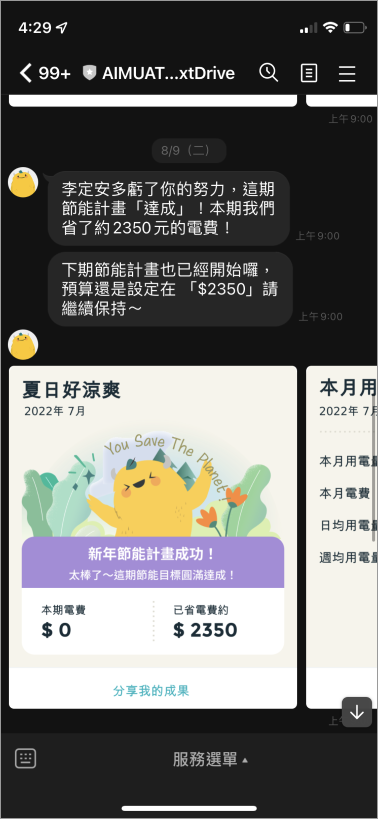 4:29
99+ AIMUAT...xtDrive
上午9:00
8/9（二）
李定安多虧了你的努力，這期
節能計畫「達成」！本期我們
省了約2350元的電費！
上午9:00
下期節能計畫也已經開始囉，
預算還是設定在 「$2350」請
繼續保持～
上午9:00
夏日好涼爽
2022年 7月
You Save The Planet!
新年節能計畫成功！
太棒了～這期節能目標圓滿達成！
本期電費
$ 0
已省電費約
$ 2350
分享我的成果
本月用
2022年 7月
本月用電量
本月電費
日均用電量
週均用電量
上午
服務選單